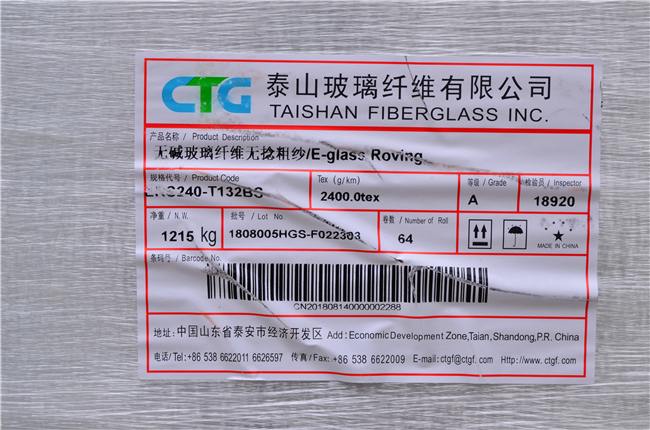 CTG
泰山玻璃纤维有限公司
TAISHAN FIBERGLASS INC.
产品名称 / Product Description
无碱玻璃纤维无捻粗纱/E-glass Roving
规格代号 / Product Code
Tex (g/km)
等级 / Grade
检验员 / Inspector
2400.0tex
A
18920
净重 / N.W.
批号 / Lot No
卷数 / Number of Roll
1215 kg
1808005HGS-F022303
64
MADE IN CHINA
条码号 / Barcode No.
CN201808140000002288
地址: 中国山东省泰安市经济开发区 Add : Economic Development Zone,Taian, Shandong,P.R. China
电话 / Tel: +86 538 6622011 6626597 传真 / Fax: +86 538 6622009 E-mail: ctgf@ctgf. com Http://www. ctgf. com